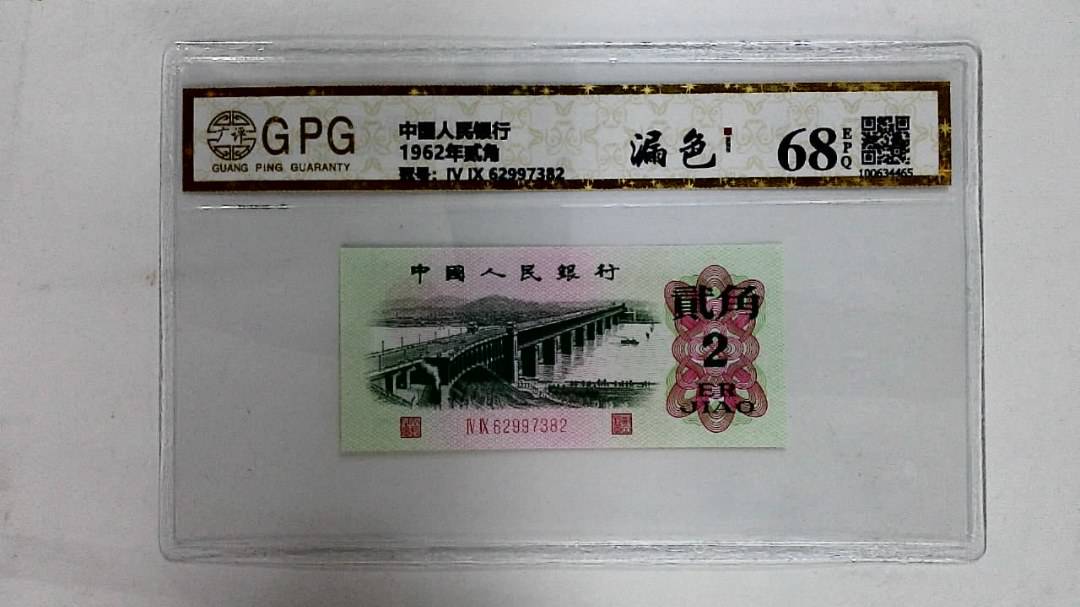 GPG
GUANG PING GUARANTY
中國人民銀行
1962年贰角
冠号: IV IX 62997382
漏色
68
EPQ
100634465
中國人民銀行
貳角
2
ER
JIAO
IV IX 62997382